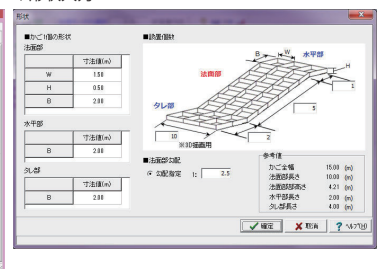 形状
■かご1個の形状
法面部
寸法値(m)
W 1.50
H 0.50
B 2.00
水平部
寸法値(m)
B 2.00
タレ部
寸法値(m)
B 2.00
■設置個数
B W 水平部
H
法面部
1
タレ部
5
10
2
※3D描画用
■法面部勾配
勾配指定 1: 2.5
参考値
かご全幅 15.00 (m)
法面部長さ 10.00 (m)
法面部部高さ 4.21 (m)
水平部長さ 2.00 (m)
タレ部長さ 4.00 (m)
確定
取消
? ヘルプ(H)